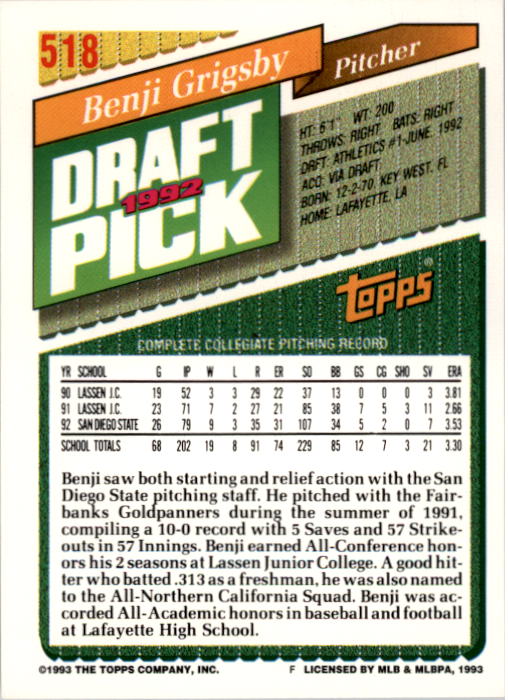 518
Benji Grigsby
Pitcher
DRAFT
1992
PICK
HT: 6'1" WT: 200
THROWS: RIGHT BATS: RIGHT
DRFT: ATHLETICS #1-JUNE, 1992
ACQ: VIA DRAFT
BORN: 12-2-70, KEY WEST, FL
HOME: LAFAYETTE, LA
topps®
COMPLETE COLLEGIATE PITCHING RECORD
YR SCHOOL G IP W L R ER SO BB GS CG SHO SV ERA
90 LASSEN J.C. 19 52 3 3 29 22 37 13 0 0 0 3 3.81
91 LASSEN J.C. 23 71 7 2 27 21 85 38 7 5 3 11 2.66
92 SAN DIEGO STATE 26 79 9 3 35 31 107 34 5 2 0 7 3.53
SCHOOL TOTALS 68 202 19 8 91 74 229 85 12 7 3 21 3.30
Benji saw both starting and relief action with the San
Diego State pitching staff. He pitched with the Fair-
banks Goldpanners during the summer of 1991,
compiling a 10-0 record with 5 Saves and 57 Strike-
outs in 57 Innings. Benji earned All-Conference hon-
ors his 2 seasons at Lassen Junior College. A good hit-
ter who batted .313 as a freshman, he was also named
to the All-Northern California Squad. Benji was ac-
corded All-Academic honors in baseball and football
at Lafayette High School.
©1993 THE TOPPS COMPANY, INC. F LICENSED BY MLB & MLBPA, 1993